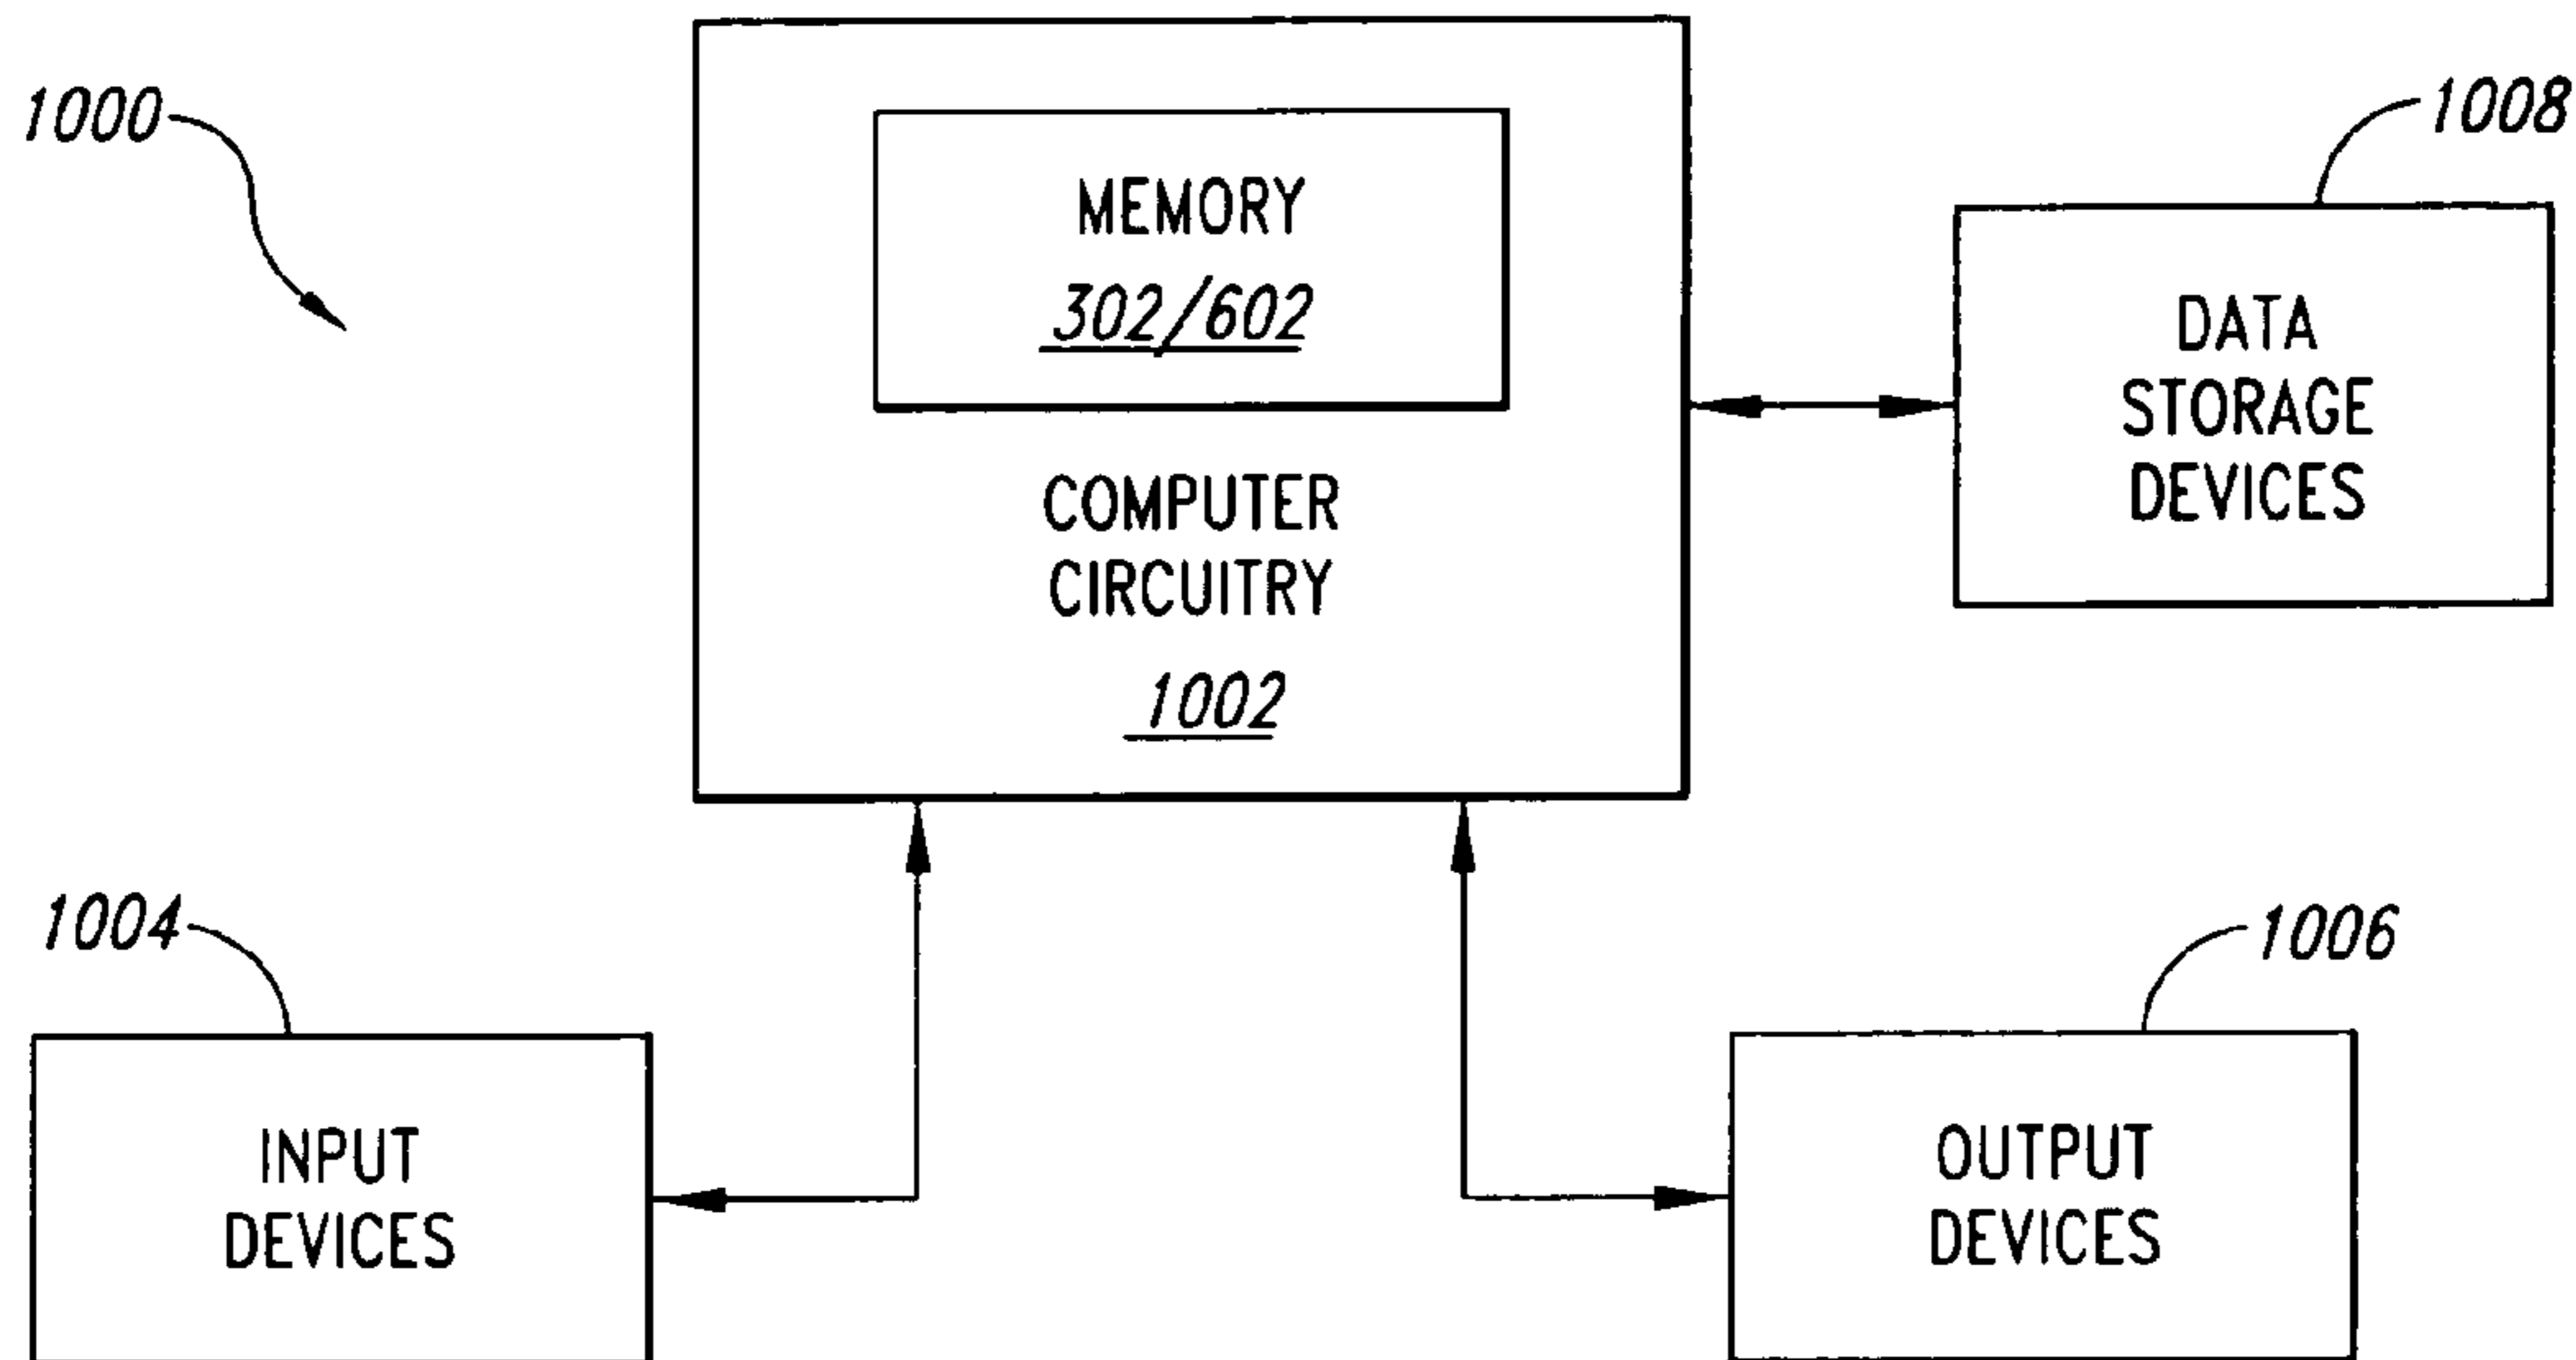 1000
MEMORY
302/602
COMPUTER
CIRCUITRY
1002
1008
DATA
STORAGE
DEVICES
1004
INPUT
DEVICES
1006
OUTPUT
DEVICES